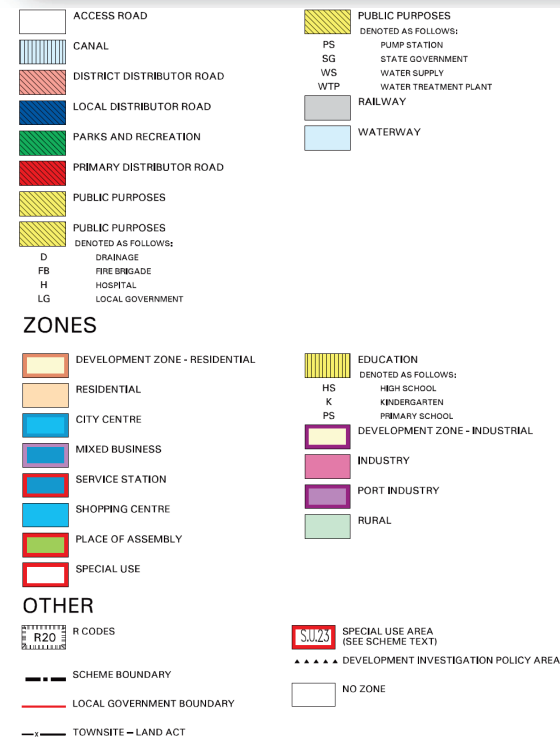 ACCESS ROAD
CANAL
DISTRICT DISTRIBUTOR ROAD
LOCAL DISTRIBUTOR ROAD
PARKS AND RECREATION
PRIMARY DISTRIBUTOR ROAD
PUBLIC PURPOSES
PUBLIC PURPOSES
DENOTED AS FOLLOWS:
D DRAINAGE
FB FIRE BRIGADE
H HOSPITAL
LG LOCAL GOVERNMENT
PUBLIC PURPOSES
DENOTED AS FOLLOWS:
PS PUMP STATION
SG STATE GOVERNMENT
WS WATER SUPPLY
WTP WATER TREATMENT PLANT
RAILWAY
WATERWAY
ZONES
DEVELOPMENT ZONE - RESIDENTIAL
RESIDENTIAL
CITY CENTRE
MIXED BUSINESS
SERVICE STATION
SHOPPING CENTRE
PLACE OF ASSEMBLY
SPECIAL USE
EDUCATION
DENOTED AS FOLLOWS:
HS HIGH SCHOOL
K KINDERGARTEN
PS PRIMARY SCHOOL
DEVELOPMENT ZONE - INDUSTRIAL
INDUSTRY
PORT INDUSTRY
RURAL
OTHER
R20 R CODES
SCHEME BOUNDARY
LOCAL GOVERNMENT BOUNDARY
x TOWNSITE – LAND ACT
S.U.23 SPECIAL USE AREA
(SEE SCHEME TEXT)
DEVELOPMENT INVESTIGATION POLICY AREA
NO ZONE